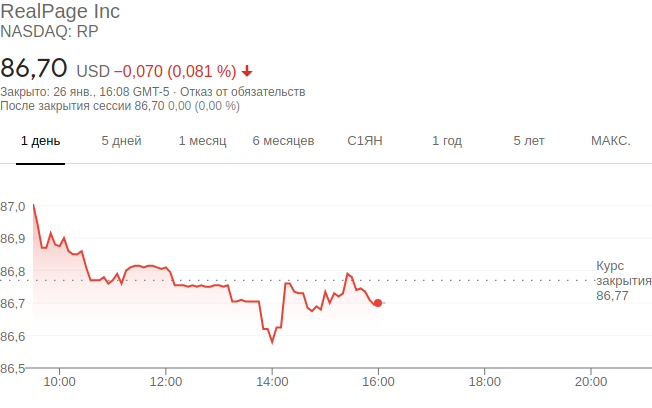 RealPage Inc
NASDAQ: RP
86,70 USD −0,070 (0,081 %)
Закрыто: 26 янв., 16:08 GMT-5 · Отказ от обязательств
После закрытия сессии 86,70 0,00 (0,00 %)
1 день 5 дней 1 месяц 6 месяцев С1ЯН 1 год 5 лет МАКС.
87,0
86,9
86,8
Курс
закрытия
86,77
86,7
86,6
86,5
10:00 12:00 14:00 16:00 18:00 20:00